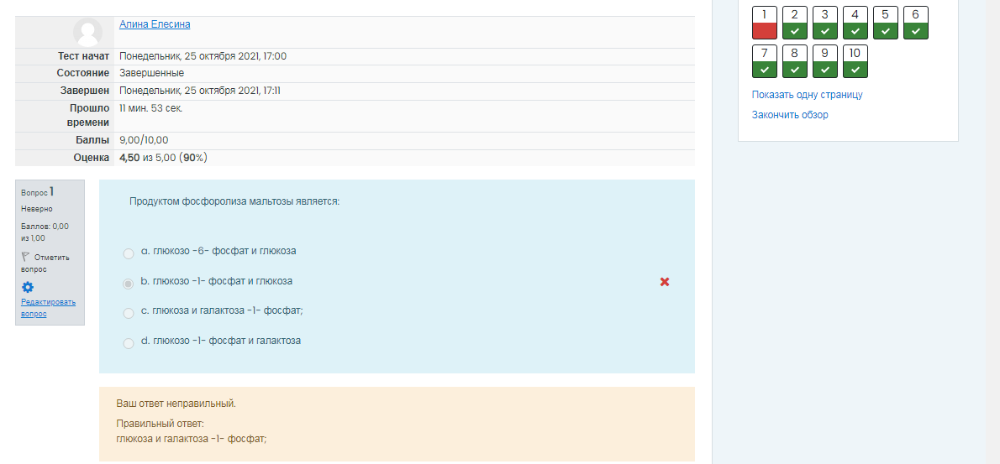 Алина Елесина
Тест начат Понедельник, 25 октября 2021, 17:00
Состояние Завершенные
Завершен Понедельник, 25 октября 2021, 17:11
Прошло 11 мин. 53 сек.
времени
Баллы 9,00/10,00
Оценка 4,50 из 5,00 (90%)
Вопрос 1
Неверно
Баллов: 0,00
из 1,00
Отметить
вопрос
Редактировать
вопрос
Продуктом фосфоролиза мальтозы является:
a. глюкозо -6- фосфат и глюкоза
b. глюкозо -1- фосфат и глюкоза
c. глюкоза и галактоза -1- фосфат;
d. глюкозо -1- фосфат и галактоза
Ваш ответ неправильный.
Правильный ответ:
глюкоза и галактоза -1- фосфат;
1 2 3 4 5 6
7 8 9 10
Показать одну страницу
Закончить обзор